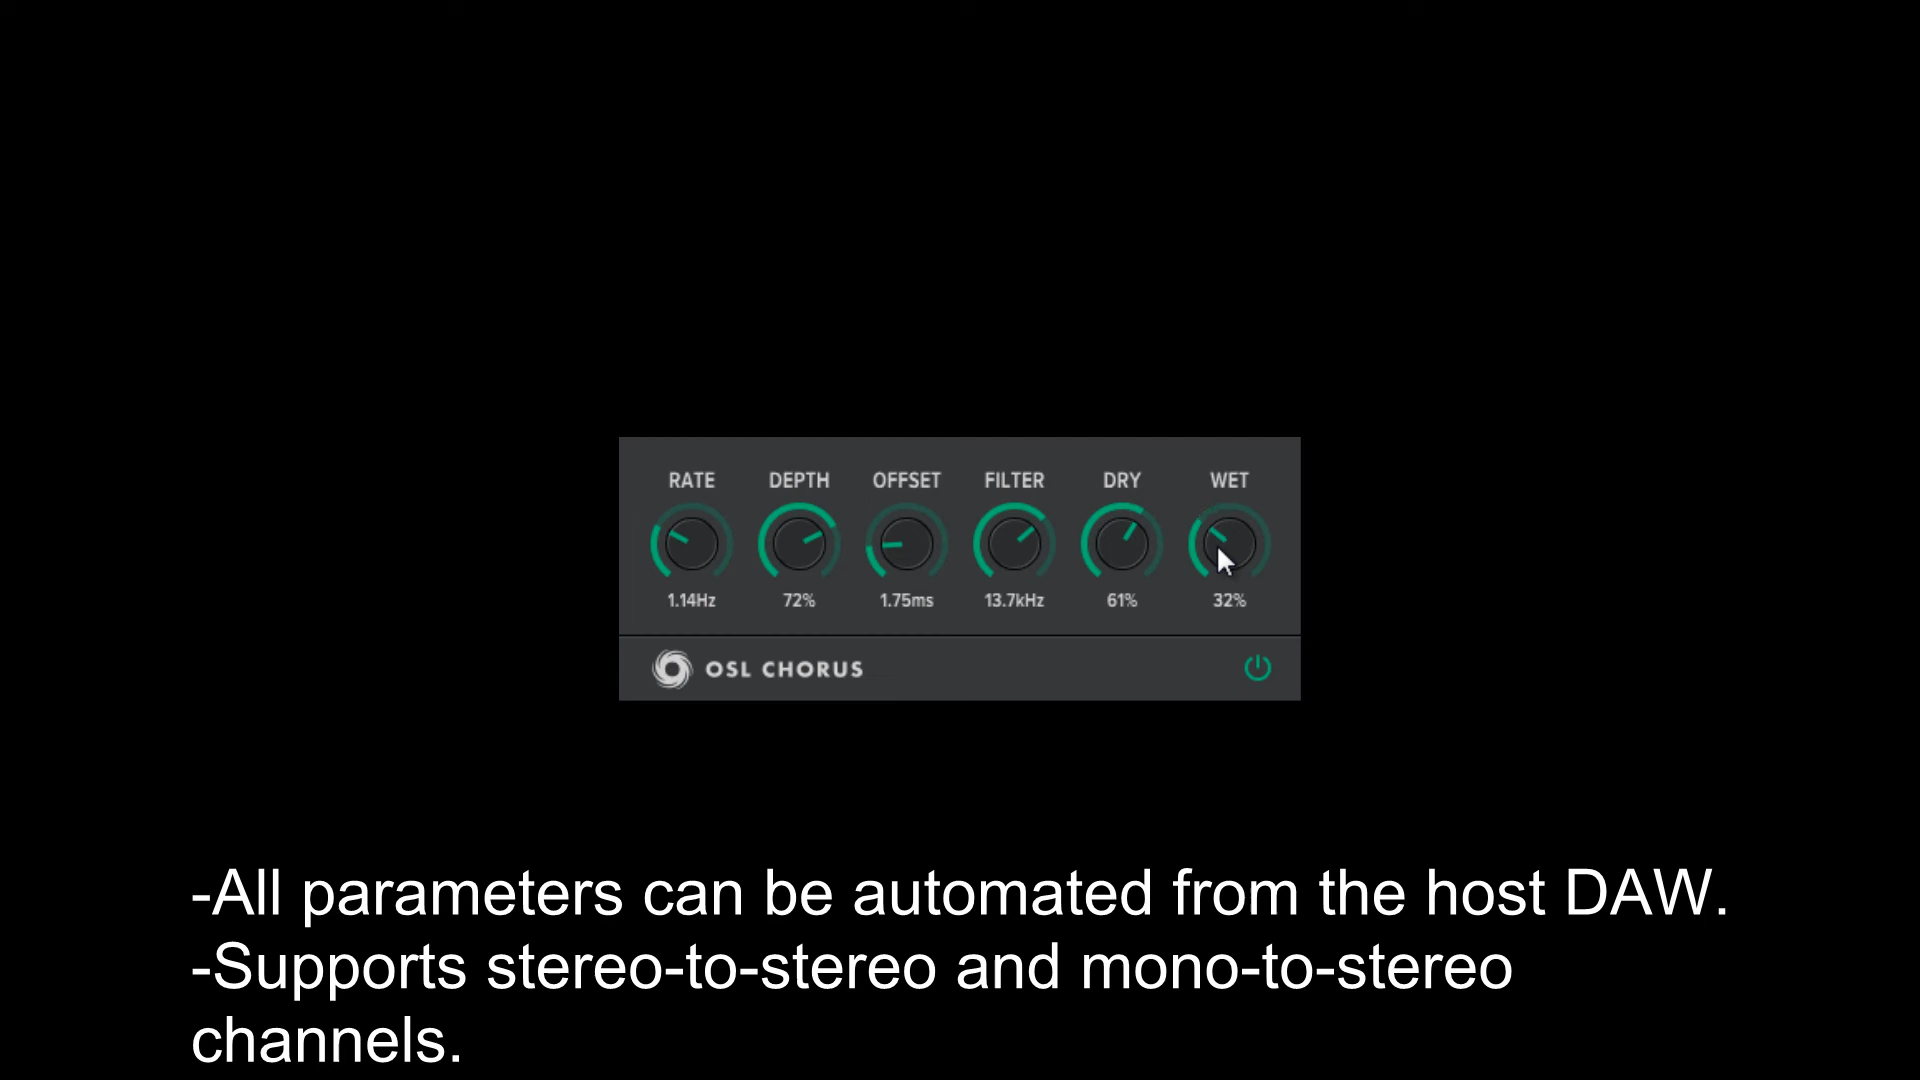 RATE DEPTH OFFSET FILTER DRY WET
1.14Hz 72% 1.75ms 13.7kHz 61% 32%
OSL CHORUS
-All parameters can be automated from the host DAW.
-Supports stereo-to-stereo and mono-to-stereo
channels.